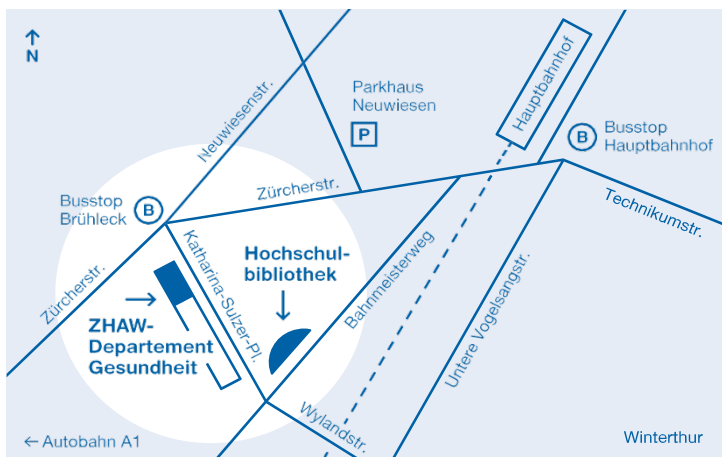 N
Neuwiesenstr.
Parkhaus
Neuwiesen
P
Hauptbahnhof
B
Busstop
Hauptbahnhof
Busstop
Brühleck
B
Zürcherstr.
Technikumstr.
Zürcherstr.
Katharina-Sulzer-Pl.
Hochschul-
bibliothek
Bahnmeisterweg
Untere Vogelsangstr.
ZHAW-
Departement
Gesundheit
Wylandstr.
← Autobahn A1
Winterthur